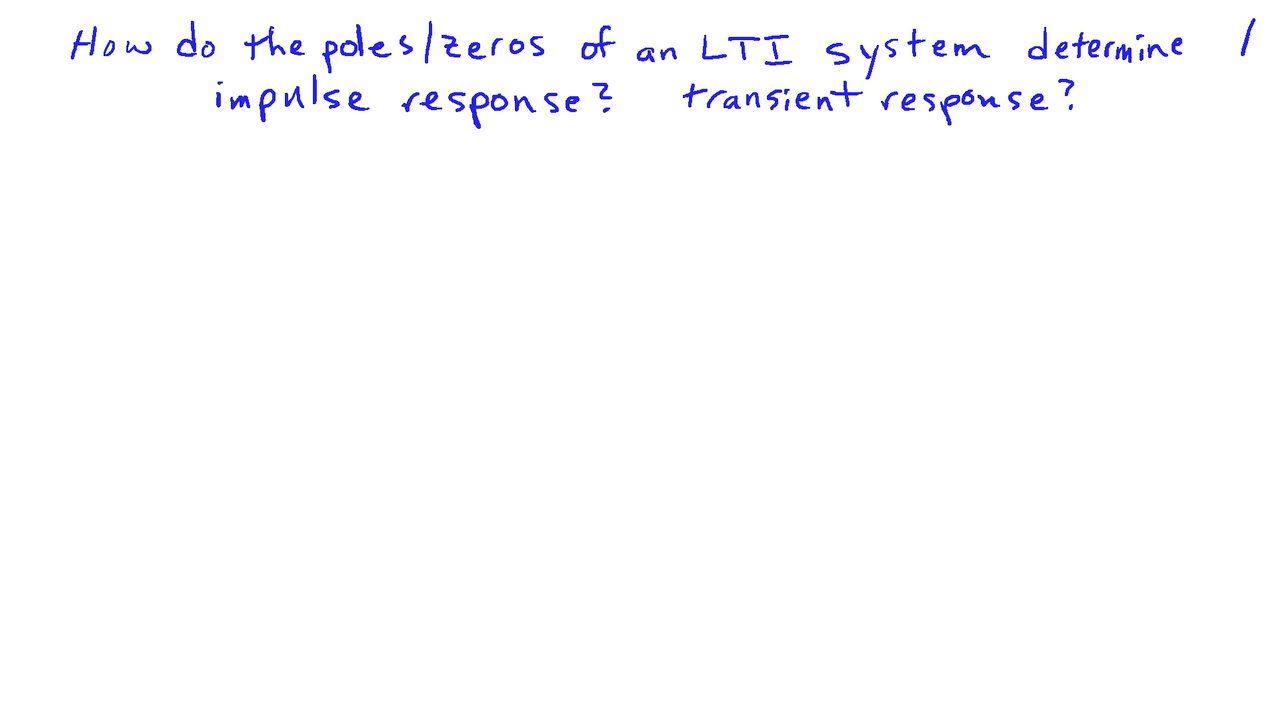 How do the poles/zeros of an LTI system determine /
impulse response? transient response?